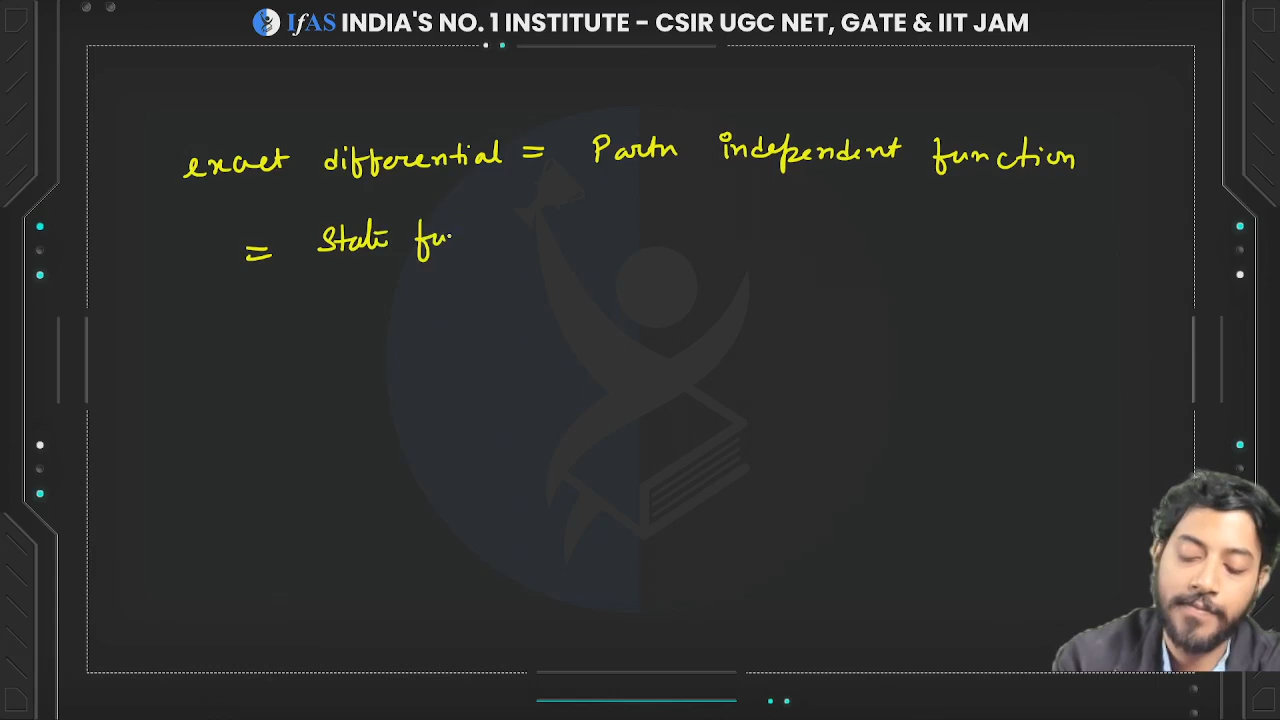 IfAS INDIA'S NO. 1 INSTITUTE - CSIR UGC NET, GATE & IIT JAM
exact differential = Path independent function
= State fu